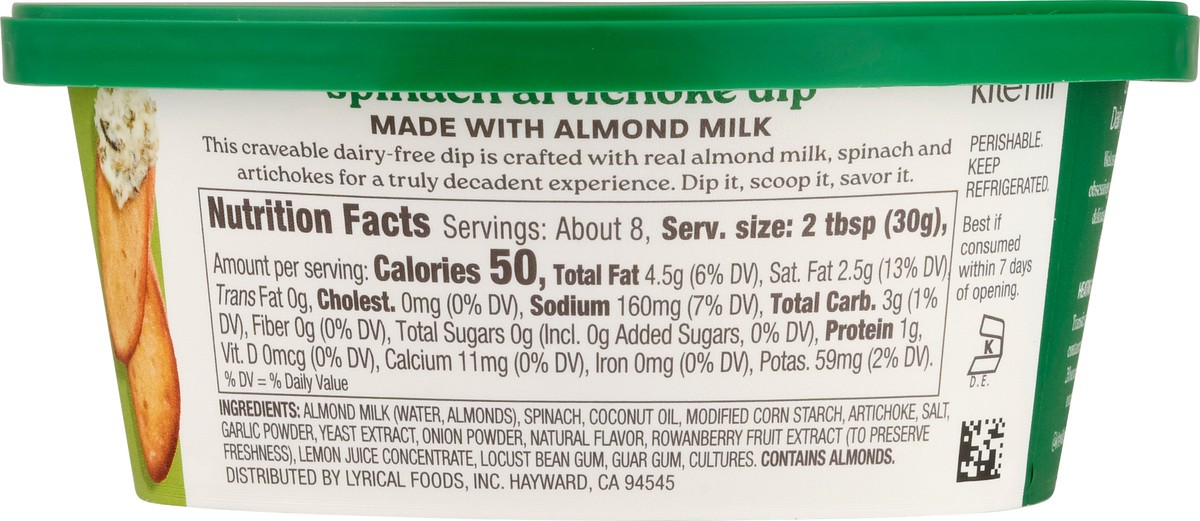 spinach artichoke dip
MADE WITH ALMOND MILK
This craveable dairy-free dip is crafted with real almond milk, spinach and
artichokes for a truly decadent experience. Dip it, scoop it, savor it.
Nutrition Facts Servings: About 8, Serv. size: 2 tbsp (30g),
Amount per serving: Calories 50, Total Fat 4.5g (6% DV), Sat. Fat 2.5g (13% DV)
Trans Fat 0g, Cholest. 0mg (0% DV), Sodium 160mg (7% DV), Total Carb. 3g (1%
DV), Fiber 0g (0% DV), Total Sugars 0g (Incl. 0g Added Sugars, 0% DV), Protein 1g,
Vit. D 0mcg (0% DV), Calcium 11mg (0% DV), Iron 0mg (0% DV), Potas. 59mg (2% DV).
% DV = % Daily Value
INGREDIENTS: ALMOND MILK (WATER, ALMONDS), SPINACH, COCONUT OIL, MODIFIED CORN STARCH, ARTICHOKE, SALT,
GARLIC POWDER, YEAST EXTRACT, ONION POWDER, NATURAL FLAVOR, ROWANBERRY FRUIT EXTRACT (TO PRESERVE
FRESHNESS), LEMON JUICE CONCENTRATE, LOCUST BEAN GUM, GUAR GUM, CULTURES. CONTAINS ALMONDS.
DISTRIBUTED BY LYRICAL FOODS, INC. HAYWARD, CA 94545
kite hill
PERISHABLE.
KEEP
REFRIGERATED.
Best if
consumed
within 7 days
of opening.
K
D.E.